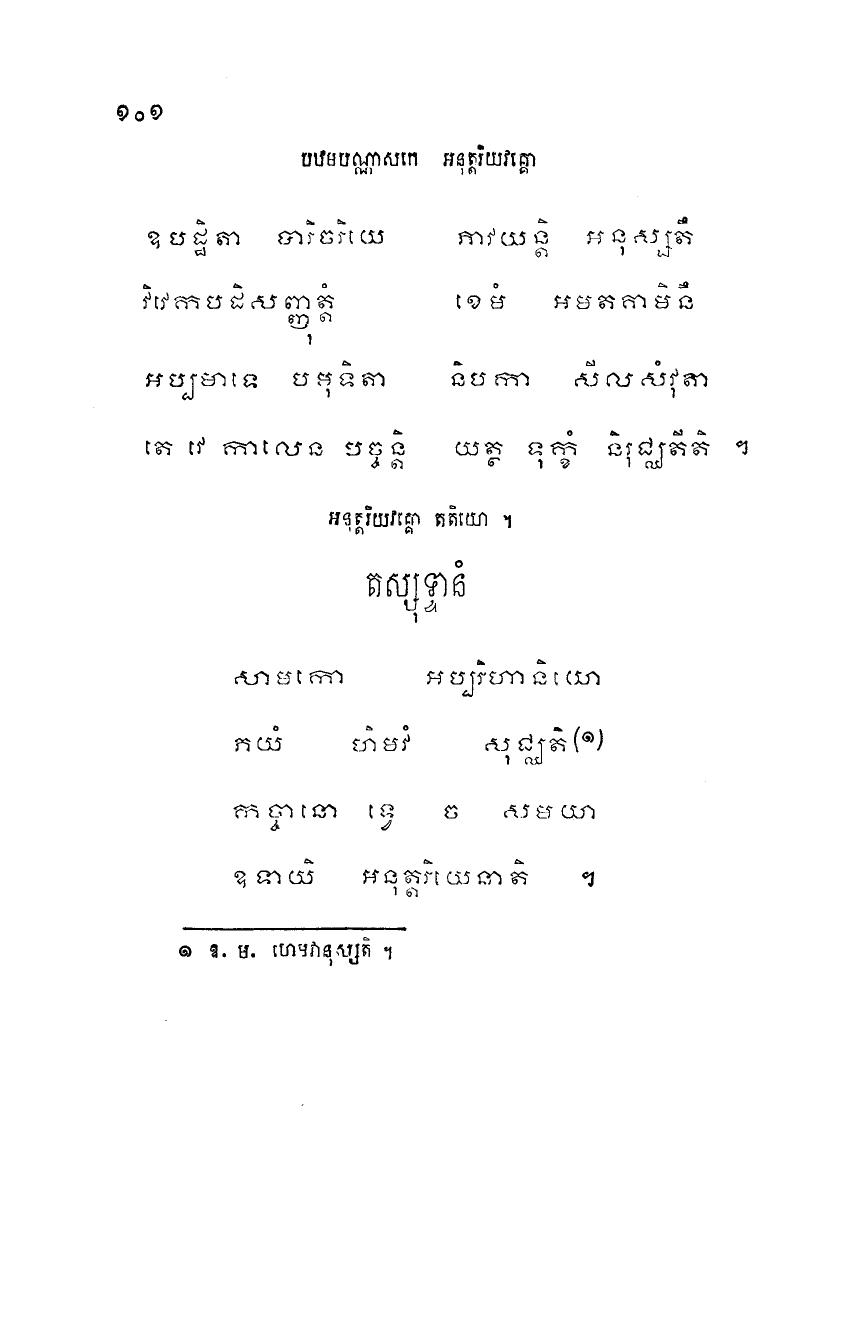 ១០១
បឋមបណ្ណាសកេ អនុត្តរិយវគ្គោ
ឧបដ្ឋិតា ចារិចរិយេ ភាវយន្តិ អនុស្សតឹ
វិវេកប្បដិសញ្ញុត្តំ ខេមំ អមតគាមិនឹ
អប្បមាទេ បមុទិតា និបកា សីលសំវុតា
តេ វេ កាលេន បច្ចន្តិ យត្ថ ទុក្ខំ និរុជ្ឈតីតិ ។
អនុត្តរិយវគ្គោ តតិយោ ។
តស្សុទ្ទានំ
សាមកោ អប្បរិហានិយោ
ភយំ ហិមវំ សុជ្ឈតិ (១)
កច្ចានោ ទ្វេ ច សមយា
ឧទាយិ អនុត្តរិយេនាតិ ។
១ ឱ. ម. ហេមវានុស្សតិ ។